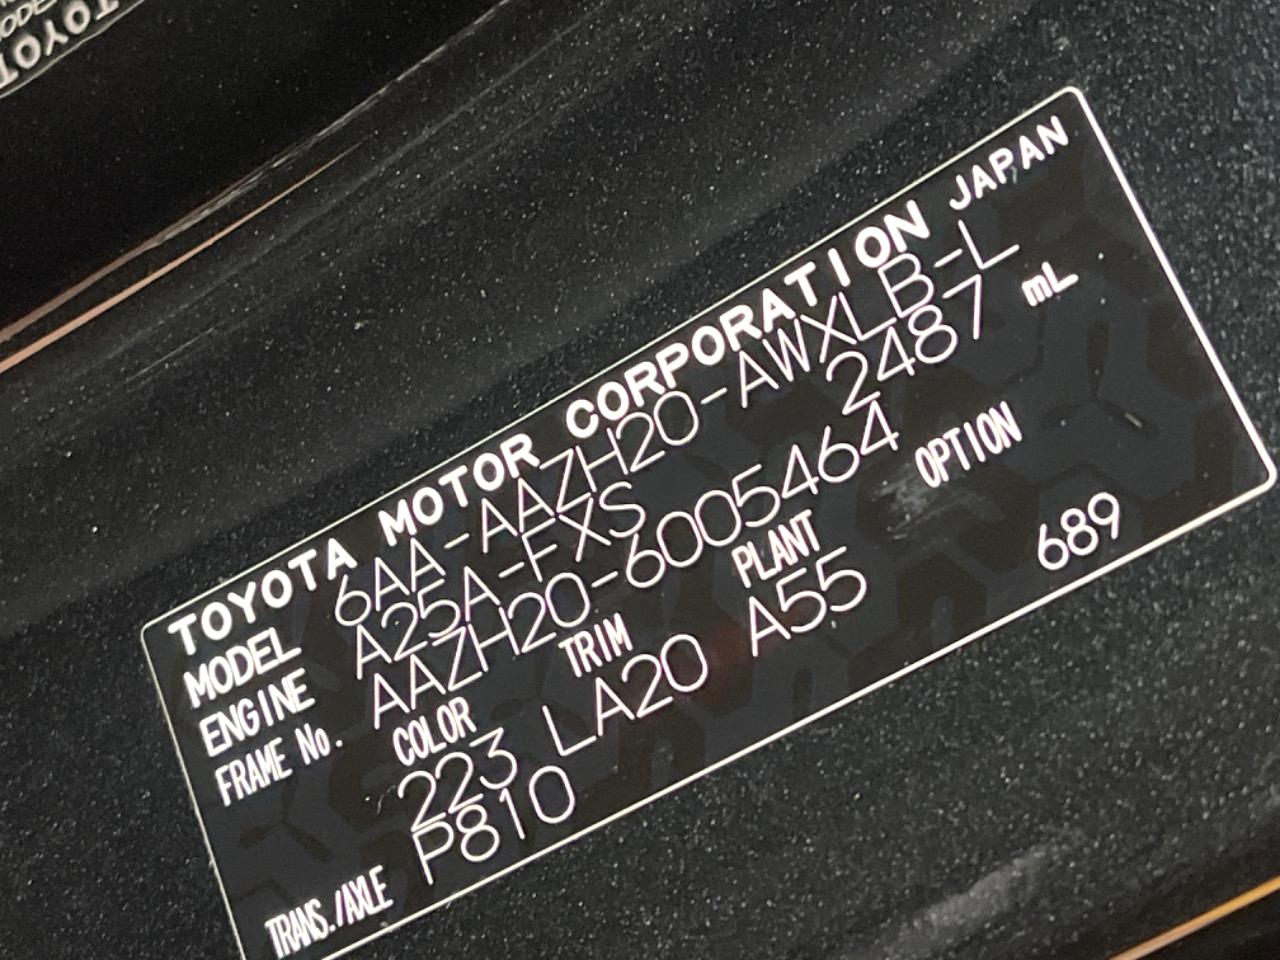 TOYOTA MOTOR CORPORATION JAPAN
MODEL 6AA-AAZH20-AWXLB-L
ENGINE A25A-FXS 2487 mL
FRAME No. AAZH20-6005464
COLOR TRIM PLANT OPTION
223 LA20 A55 689
TRANS./AXLE P810